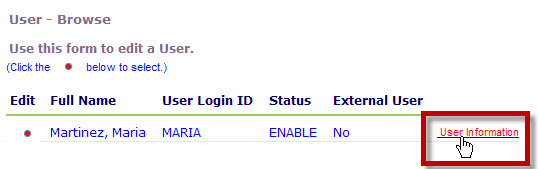 User - Browse
Use this form to edit a User.
(Click the below to select.)
Edit Full Name User Login ID Status External User
Martinez, Maria MARIA ENABLE No User Information